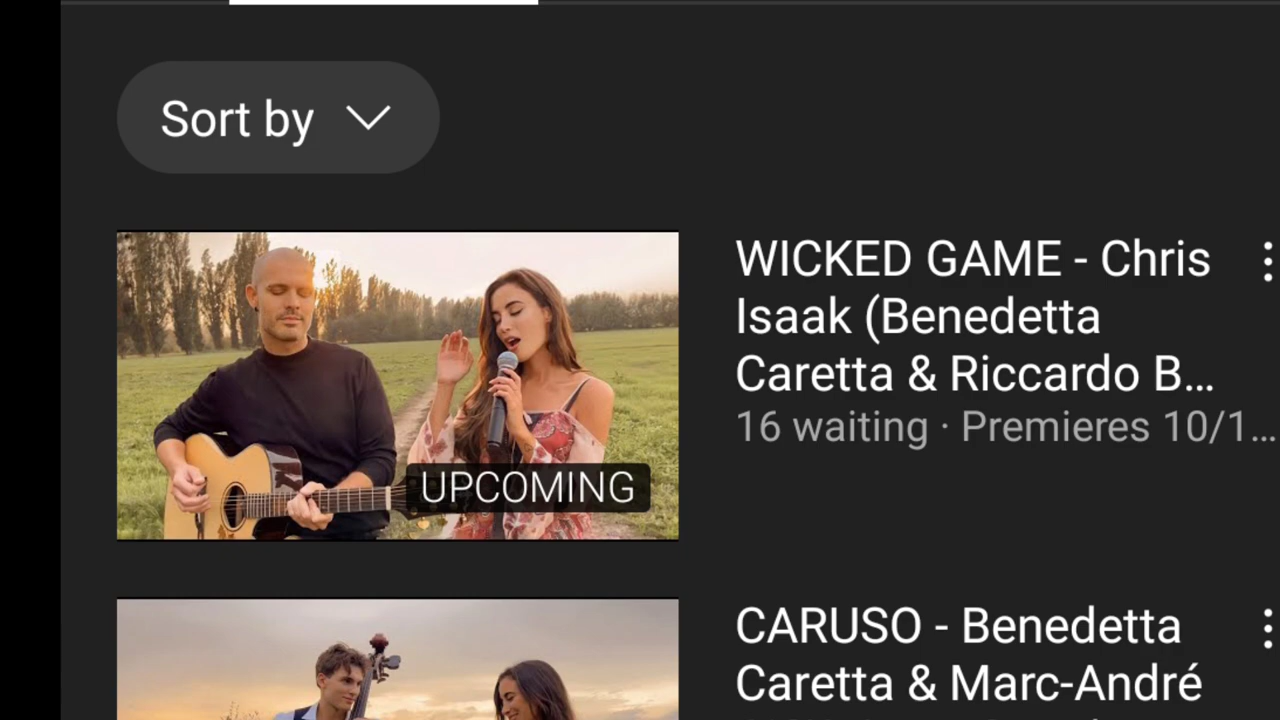 Sort by
UPCOMING
WICKED GAME - Chris
Isaak (Benedetta
Caretta & Riccardo B...
16 waiting · Premieres 10/1...
CARUSO - Benedetta
Caretta & Marc-André